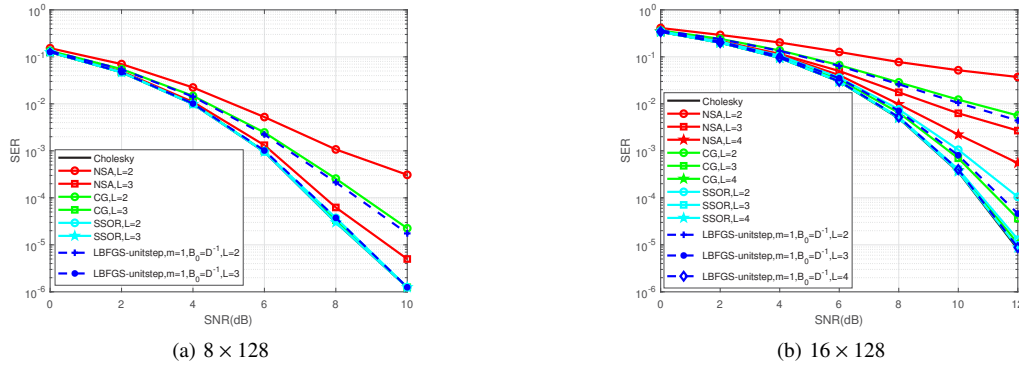 10^0
10^-1
10^-2
10^-3
10^-4
10^-5
10^-6
SER
Cholesky
NSA,L=2
NSA,L=3
CG,L=2
CG,L=3
SSOR,L=2
SSOR,L=3
LBFGS-unitstep,m=1,B_0=D^-1,L=2
LBFGS-unitstep,m=1,B_0=D^-1,L=3
0 2 4 6 8 10
SNR(dB)
(a) 8 × 128
10^0
10^-1
10^-2
10^-3
10^-4
10^-5
10^-6
SER
Cholesky
NSA,L=2
NSA,L=3
NSA,L=4
CG,L=2
CG,L=3
CG,L=4
SSOR,L=2
SSOR,L=3
SSOR,L=4
LBFGS-unitstep,m=1,B_0=D^-1,L=2
LBFGS-unitstep,m=1,B_0=D^-1,L=3
LBFGS-unitstep,m=1,B_0=D^-1,L=4
0 2 4 6 8 10 12
SNR(dB)
(b) 16 × 128